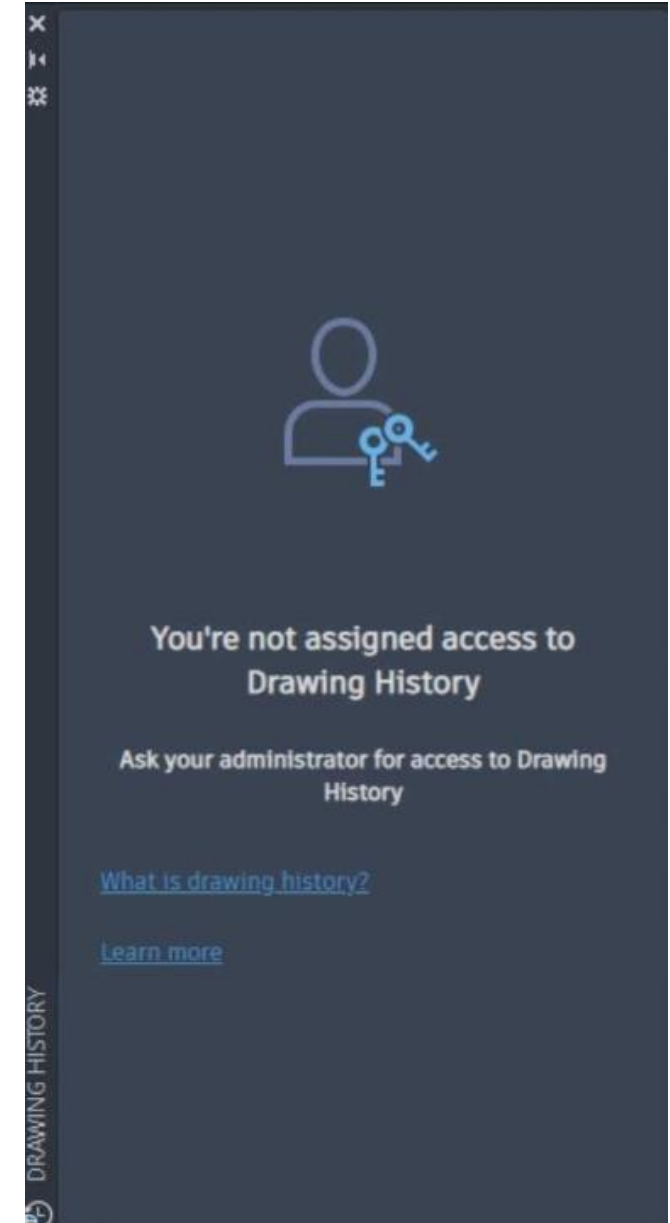 You're not assigned access to
Drawing History
Ask your administrator for access to Drawing
History
What is drawing history?
Learn more
DRAWING HISTORY